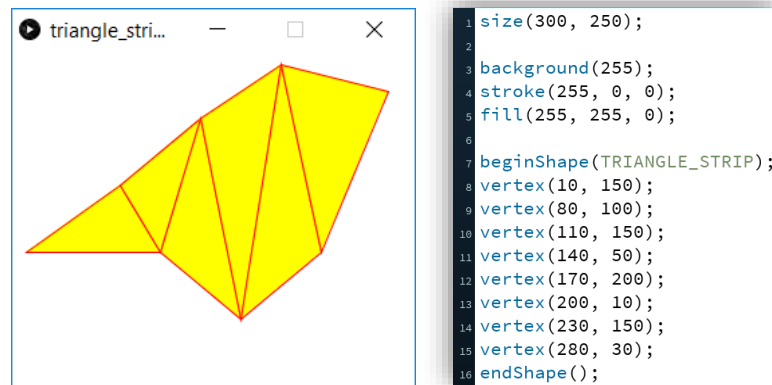 triangle_stri...
1 size(300, 250);
2
3 background(255);
4 stroke(255, 0, 0);
5 fill(255, 255, 0);
6
7 beginShape(TRIANGLE_STRIP);
8 vertex(10, 150);
9 vertex(80, 100);
10 vertex(110, 150);
11 vertex(140, 50);
12 vertex(170, 200);
13 vertex(200, 10);
14 vertex(230, 150);
15 vertex(280, 30);
16 endShape();